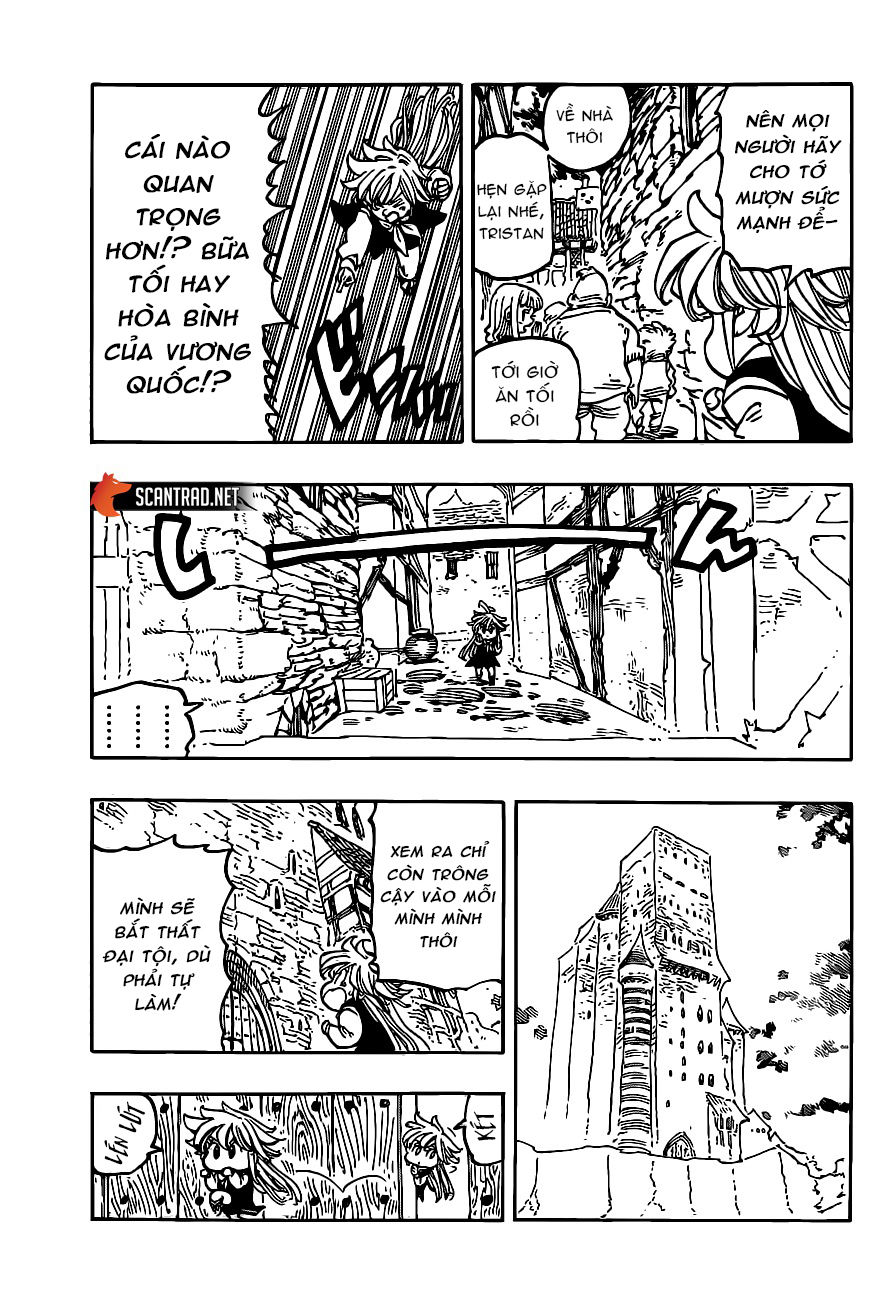 NÊN MỌI
NGƯỜI HÃY
CHO TỚ
MƯỢN SỨC
MẠNH ĐỂ-
VỀ NHÀ
THÔI
HẸN GẶP
LẠI NHÉ,
TRISTAN
TỚI GIỜ
ĂN TỐI
RỒI
CÁI NÀO
QUAN
TRỌNG
HƠN!? BỮA
TỐI HAY
HÒA BÌNH
CỦA VƯƠNG
QUỐC!?
SCANTRAD.NET
し
ー
ん
XEM RA CHỈ
CÒN TRÔNG
CẬY VÀO MỖI
MÌNH MÌNH
THÔI
MÌNH SẼ
BẮT THẤT
ĐẠI TỘI, DÙ
PHẢI TỰ
LÀM!
KÉT